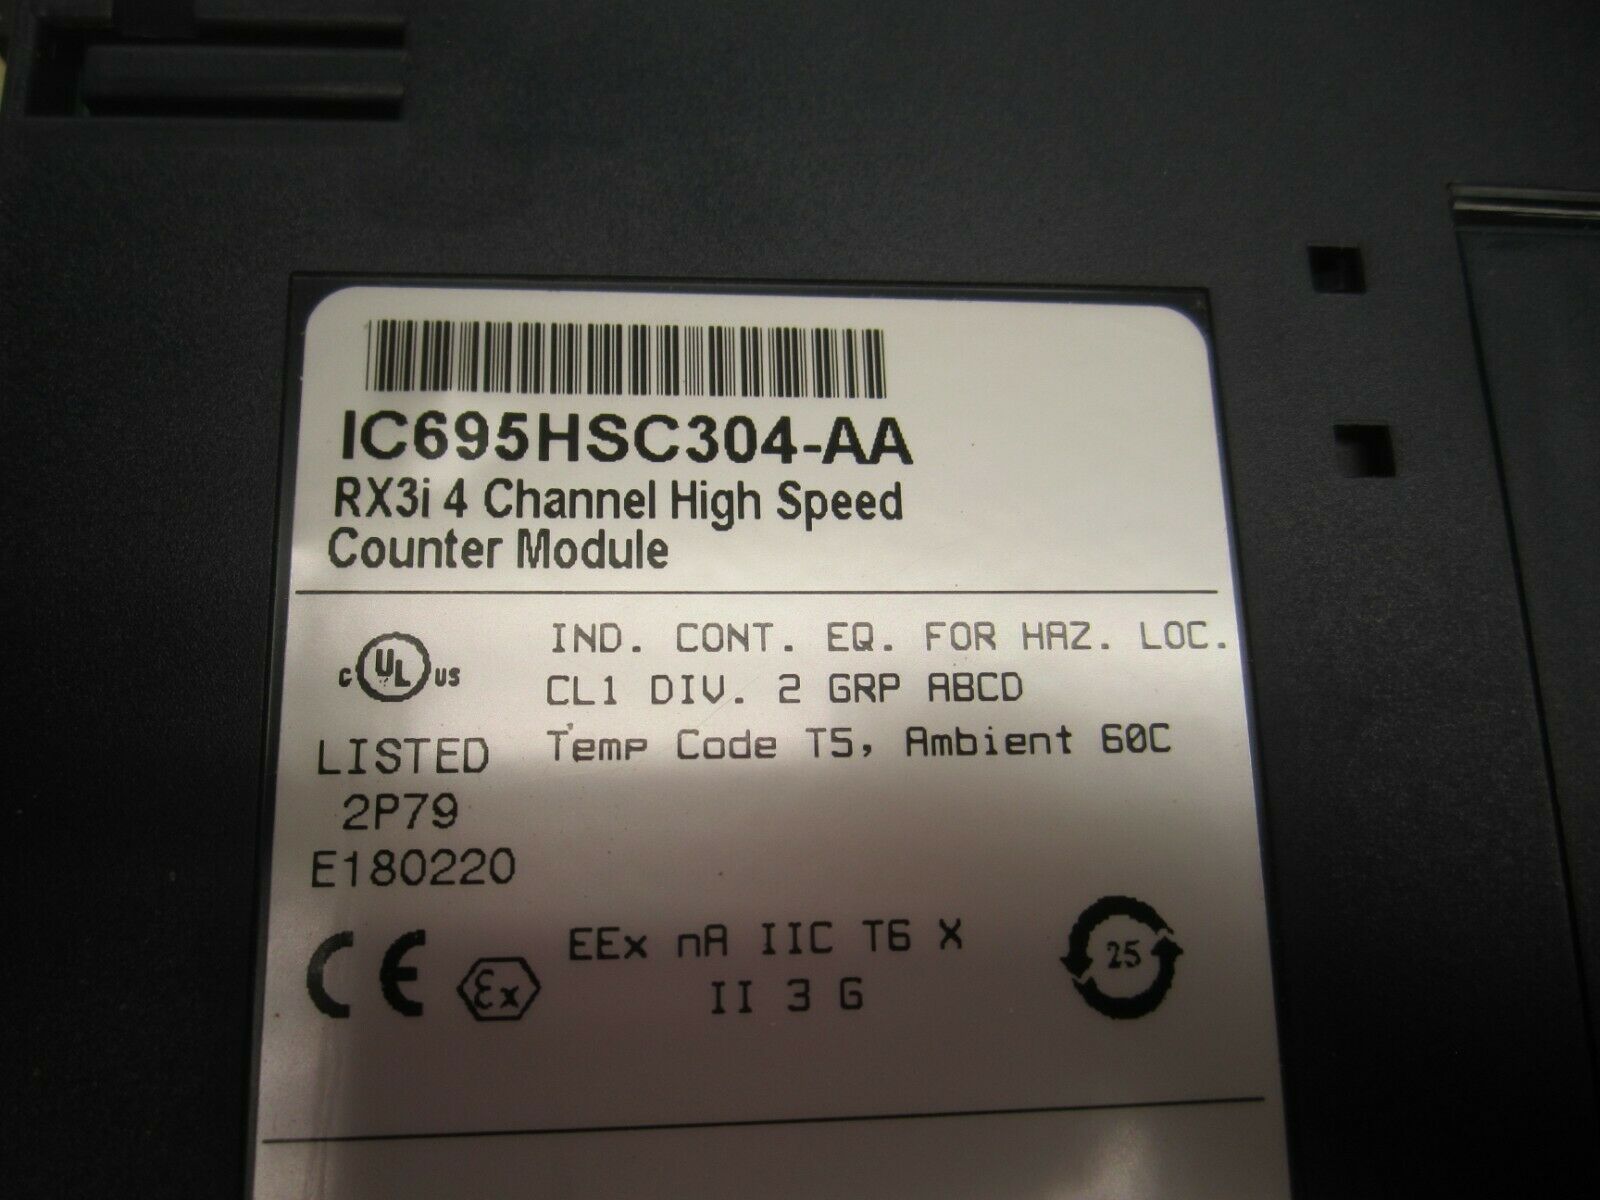 IC695HSC304-AA
RX3i 4 Channel High Speed
Counter Module
IND. CONT. EQ. FOR HAZ. LOC.
CL1 DIV. 2 GRP ABCD
Temp Code T5, Ambient 60C
C UL US
LISTED
2P79
E180220
CE Ex
EEx nA IIC T6 X
II 3 G
25